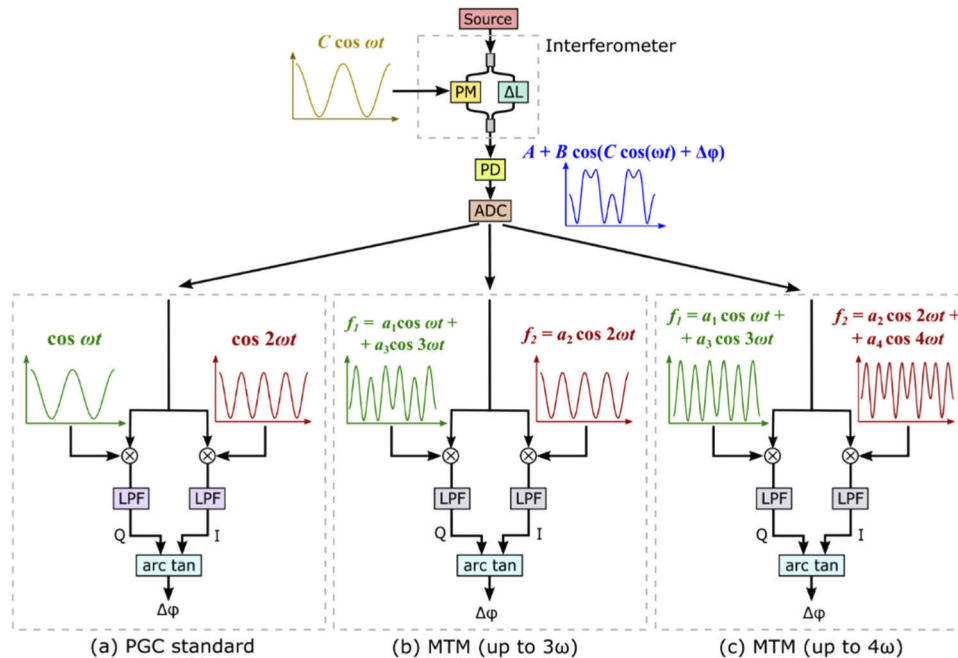 Source
C cos ωt
Interferometer
PM
ΔL
A + B cos(C cos(ωt) + Δφ)
PD
ADC
cos ωt
cos 2ωt
LPF
LPF
Q
I
arc tan
Δφ
(a) PGC standard
f₁ = a₁cos ωt +
+ a₃cos 3ωt
f₂ = a₂ cos 2ωt
LPF
LPF
Q
I
arc tan
Δφ
(b) MTM (up to 3ω)
f₁ = a₁ cos ωt +
+ a₃ cos 3ωt
f₂ = a₂ cos 2ωt +
+ a₄ cos 4ωt
LPF
LPF
Q
I
arc tan
Δφ
(c) MTM (up to 4ω)